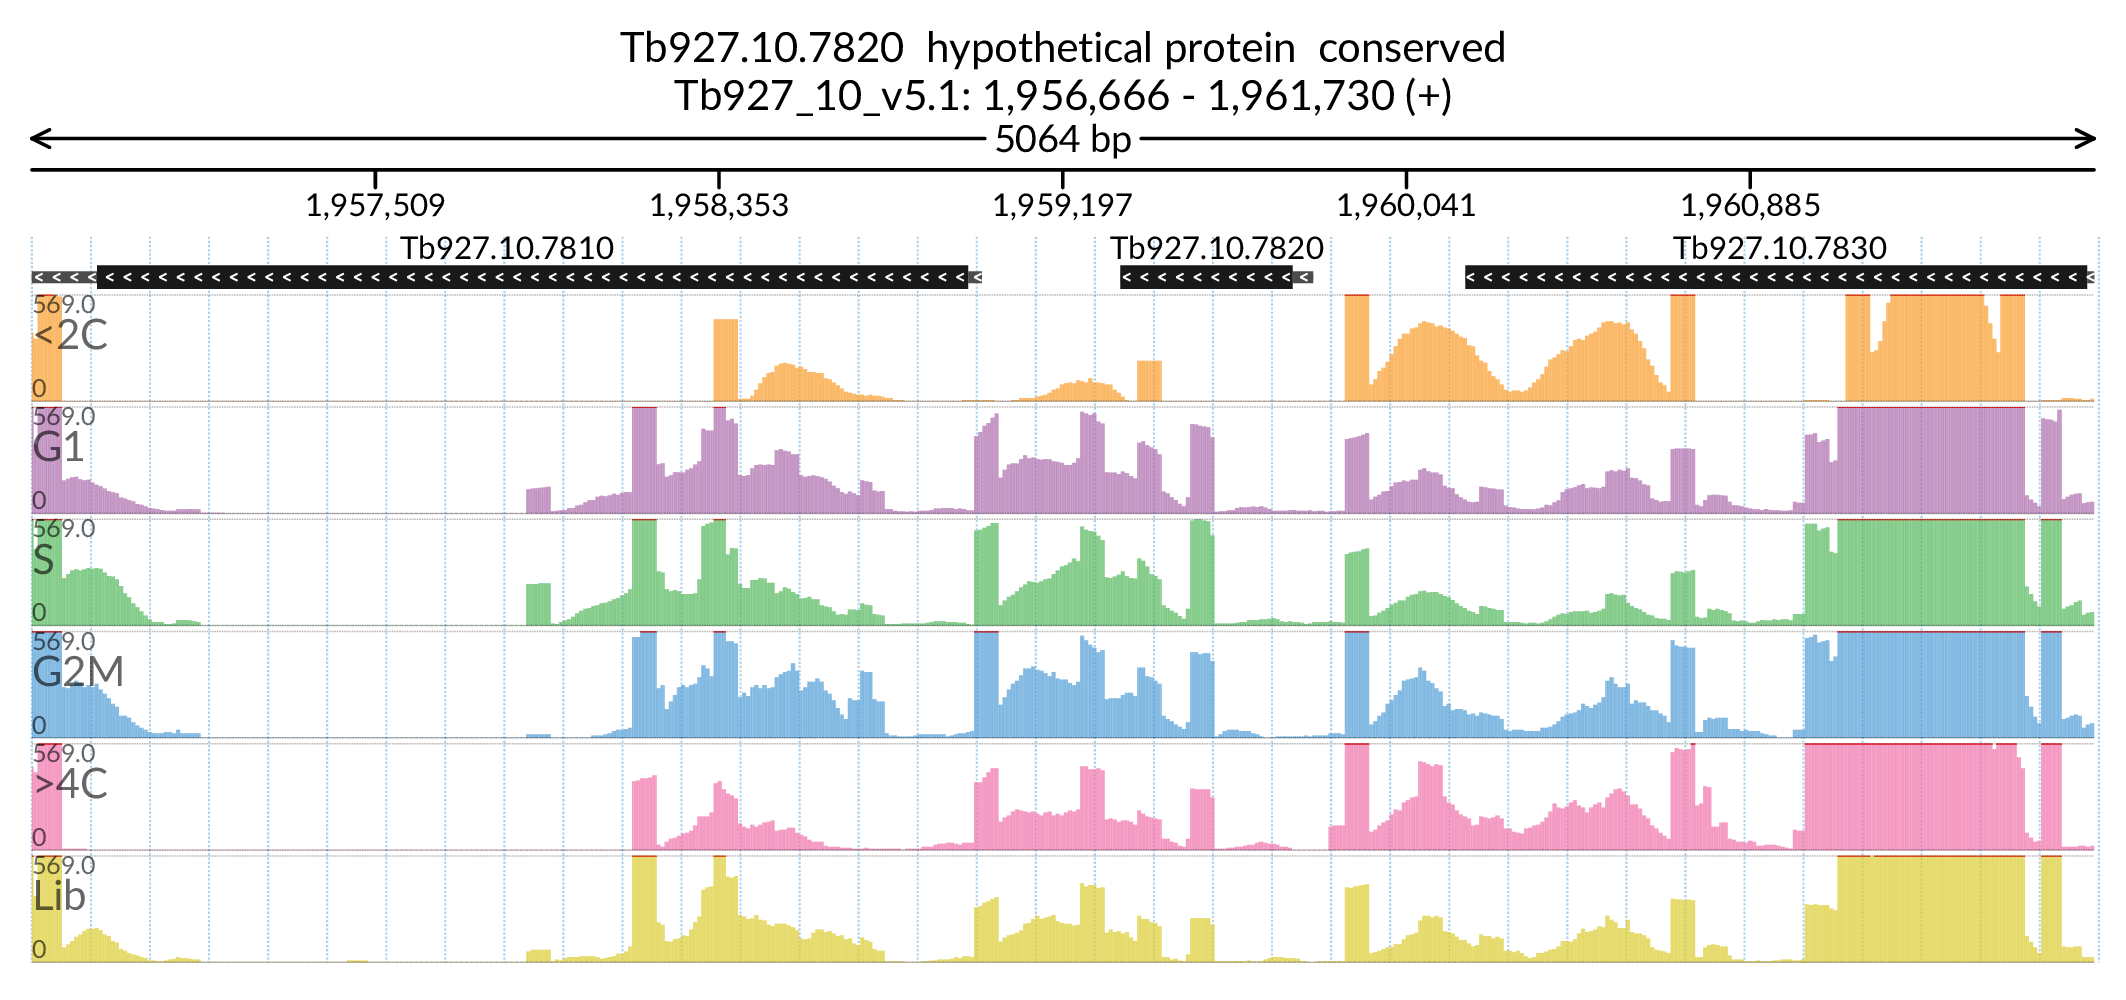 Tb927.10.7820  hypothetical protein  conserved
Tb927_10_v5.1: 1,956,666 - 1,961,730 (+)
5064 bp
1,957,509 1,958,353 1,959,197 1,960,041 1,960,885
Tb927.10.7810 Tb927.10.7820 Tb927.10.7830
569.0
<2C
0
569.0
G1
0
569.0
S
0
569.0
G2M
0
569.0
>4C
0
569.0
Lib
0